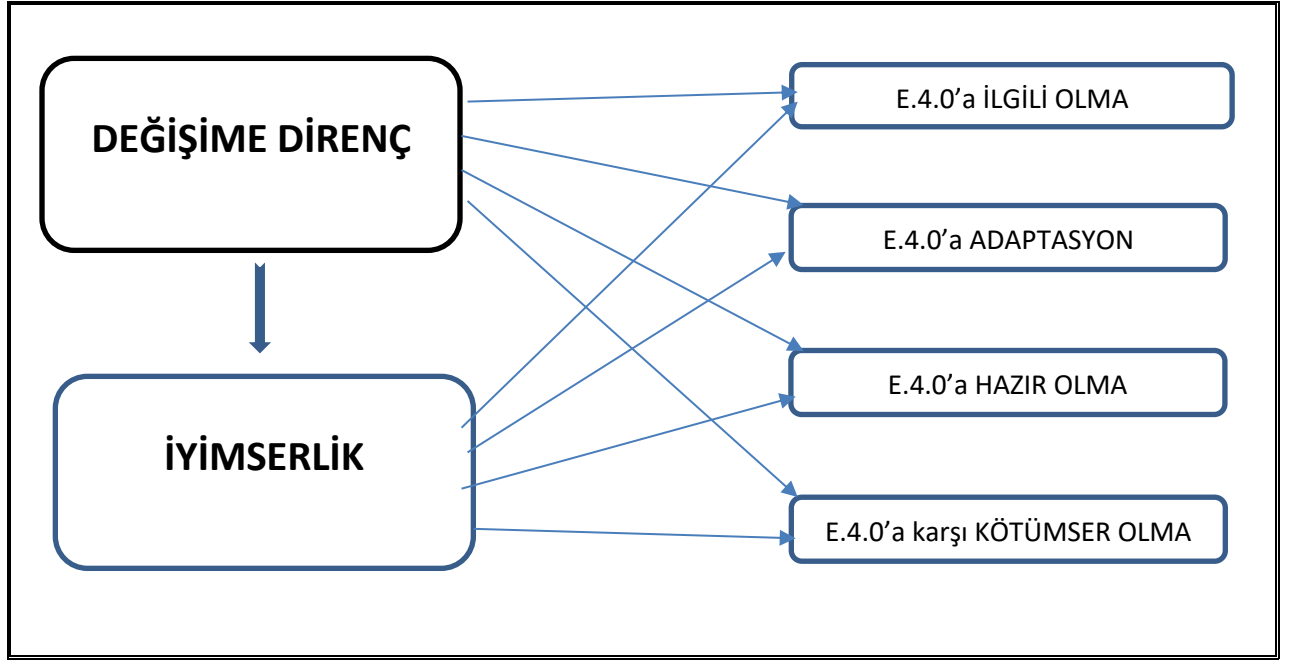 DEĞİŞİME DİRENÇ
İYİMSERLİK
E.4.0’a İLGİLİ OLMA
E.4.0’a ADAPTASYON
E.4.0’a HAZIR OLMA
E.4.0’a karşı KÖTÜMSER OLMA